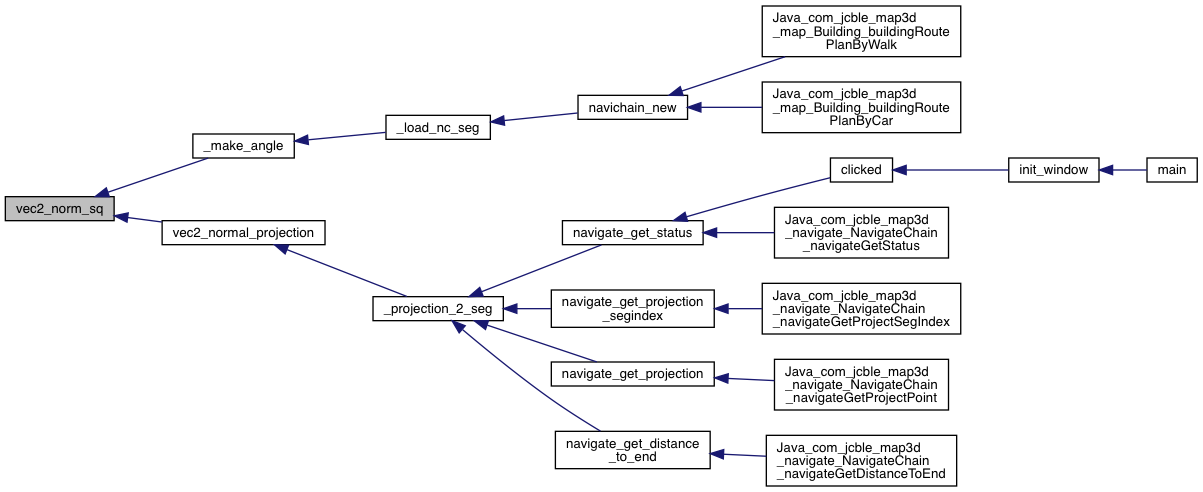 Java_com_jcble_map3d
_map_Building_buildingRoute
PlanByWalk
navichain_new
Java_com_jcble_map3d
_map_Building_buildingRoute
PlanByCar
_load_nc_seg
_make_angle
clicked
init_window
main
vec2_norm_sq
vec2_normal_projection
navigate_get_status
Java_com_jcble_map3d
_navigate_NavigateChain
_navigateGetStatus
_projection_2_seg
navigate_get_projection
_segindex
Java_com_jcble_map3d
_navigate_NavigateChain
_navigateGetProjectSegIndex
navigate_get_projection
Java_com_jcble_map3d
_navigate_NavigateChain
_navigateGetProjectPoint
navigate_get_distance
_to_end
Java_com_jcble_map3d
_navigate_NavigateChain
_navigateGetDistanceToEnd